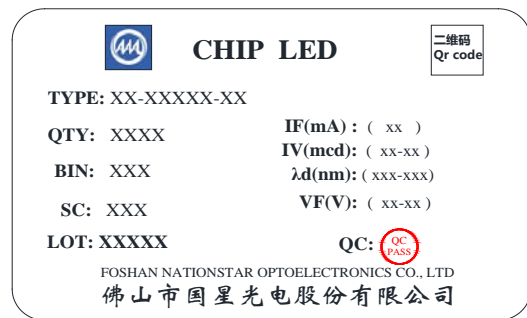 CHIP LED
二维码
Qr code
TYPE: XX-XXXXX-XX
QTY: XXXX
BIN: XXX
SC: XXX
LOT: XXXXX
IF(mA) : ( xx )
IV(mcd): ( xx-xx )
λd(nm): ( xxx-xxx)
VF(V): ( xx-xx )
QC:
QC
PASS
FOSHAN NATIONSTAR OPTOELECTRONICS CO., LTD
佛山市国星光电股份有限公司